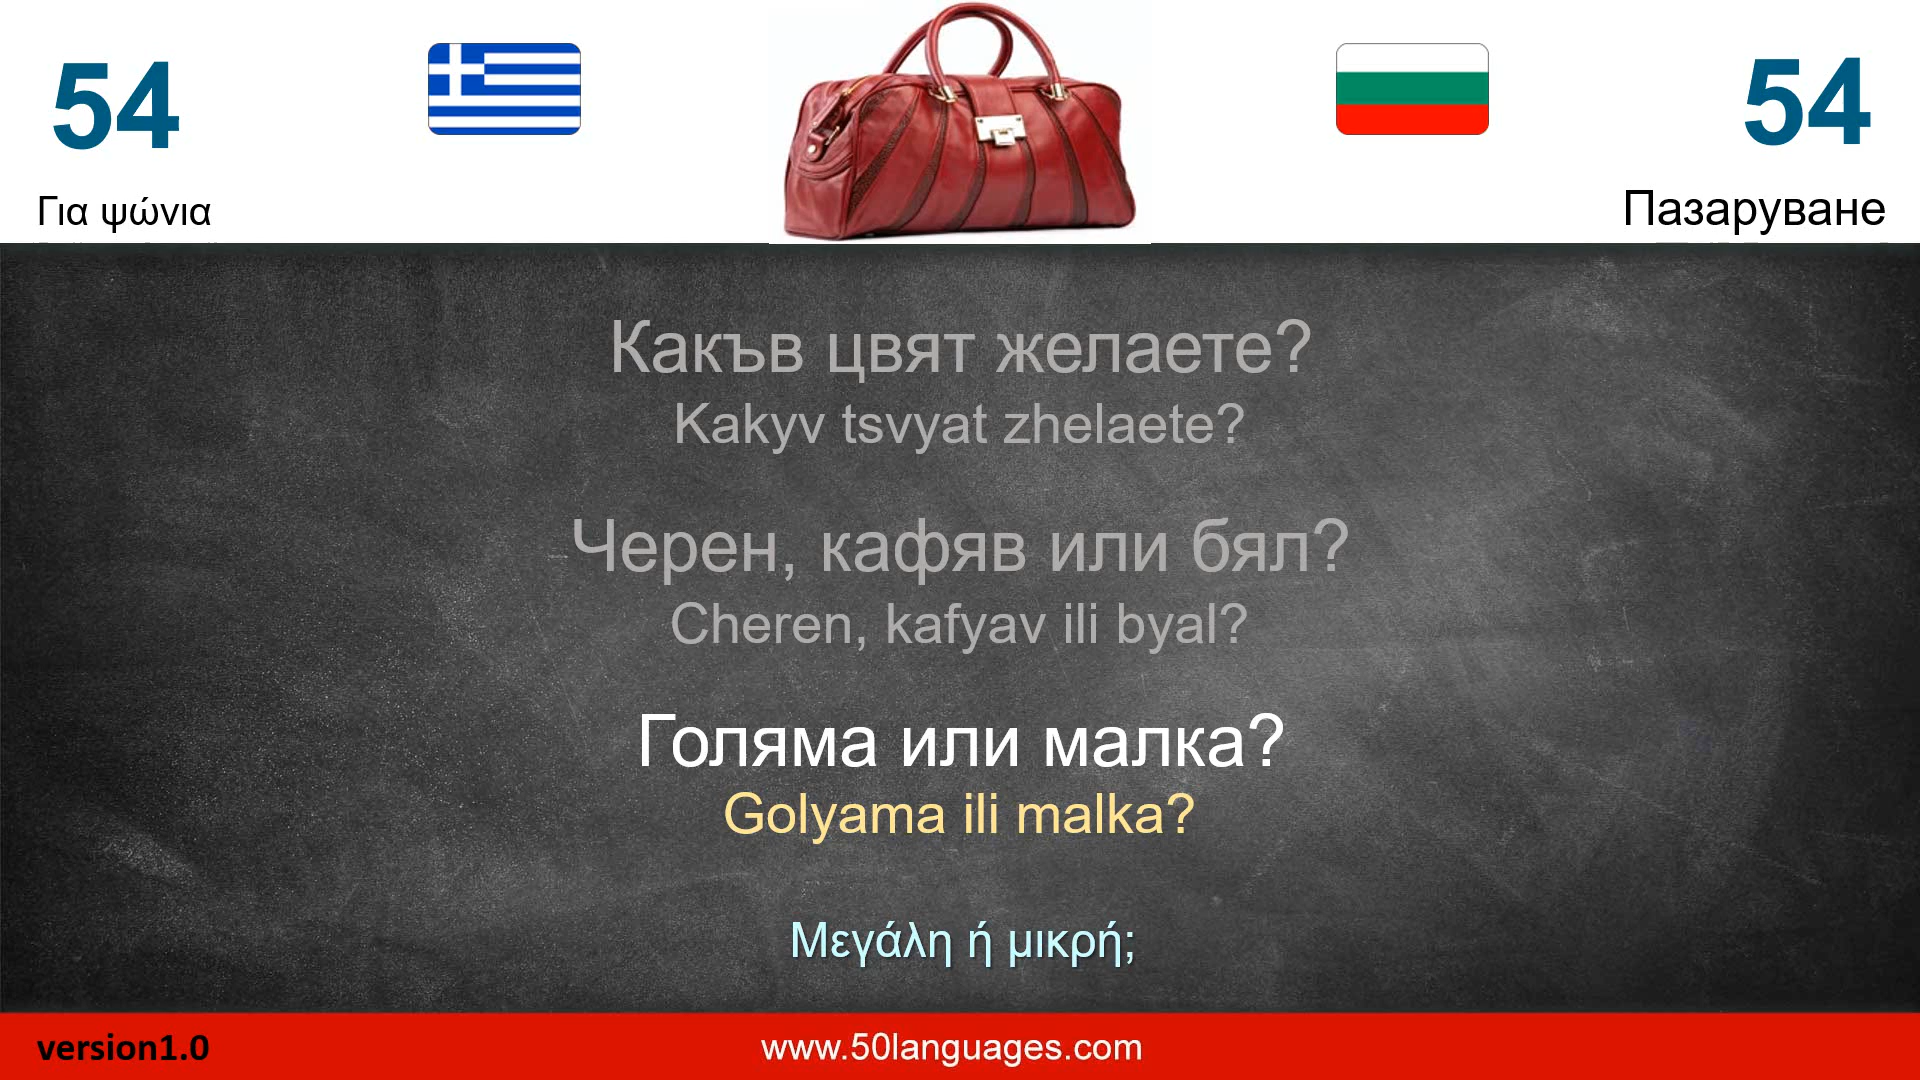 54
54
Για ψώνια
Пазаруване
Какъв цвят желаете?
Kakyv tsvyat zhelaete?
Черен, кафяв или бял?
Cheren, kafyav ili byal?
Голяма или малка?
Golyama ili malka?
Μεγάλη ή μικρή;
version1.0
www.50languages.com